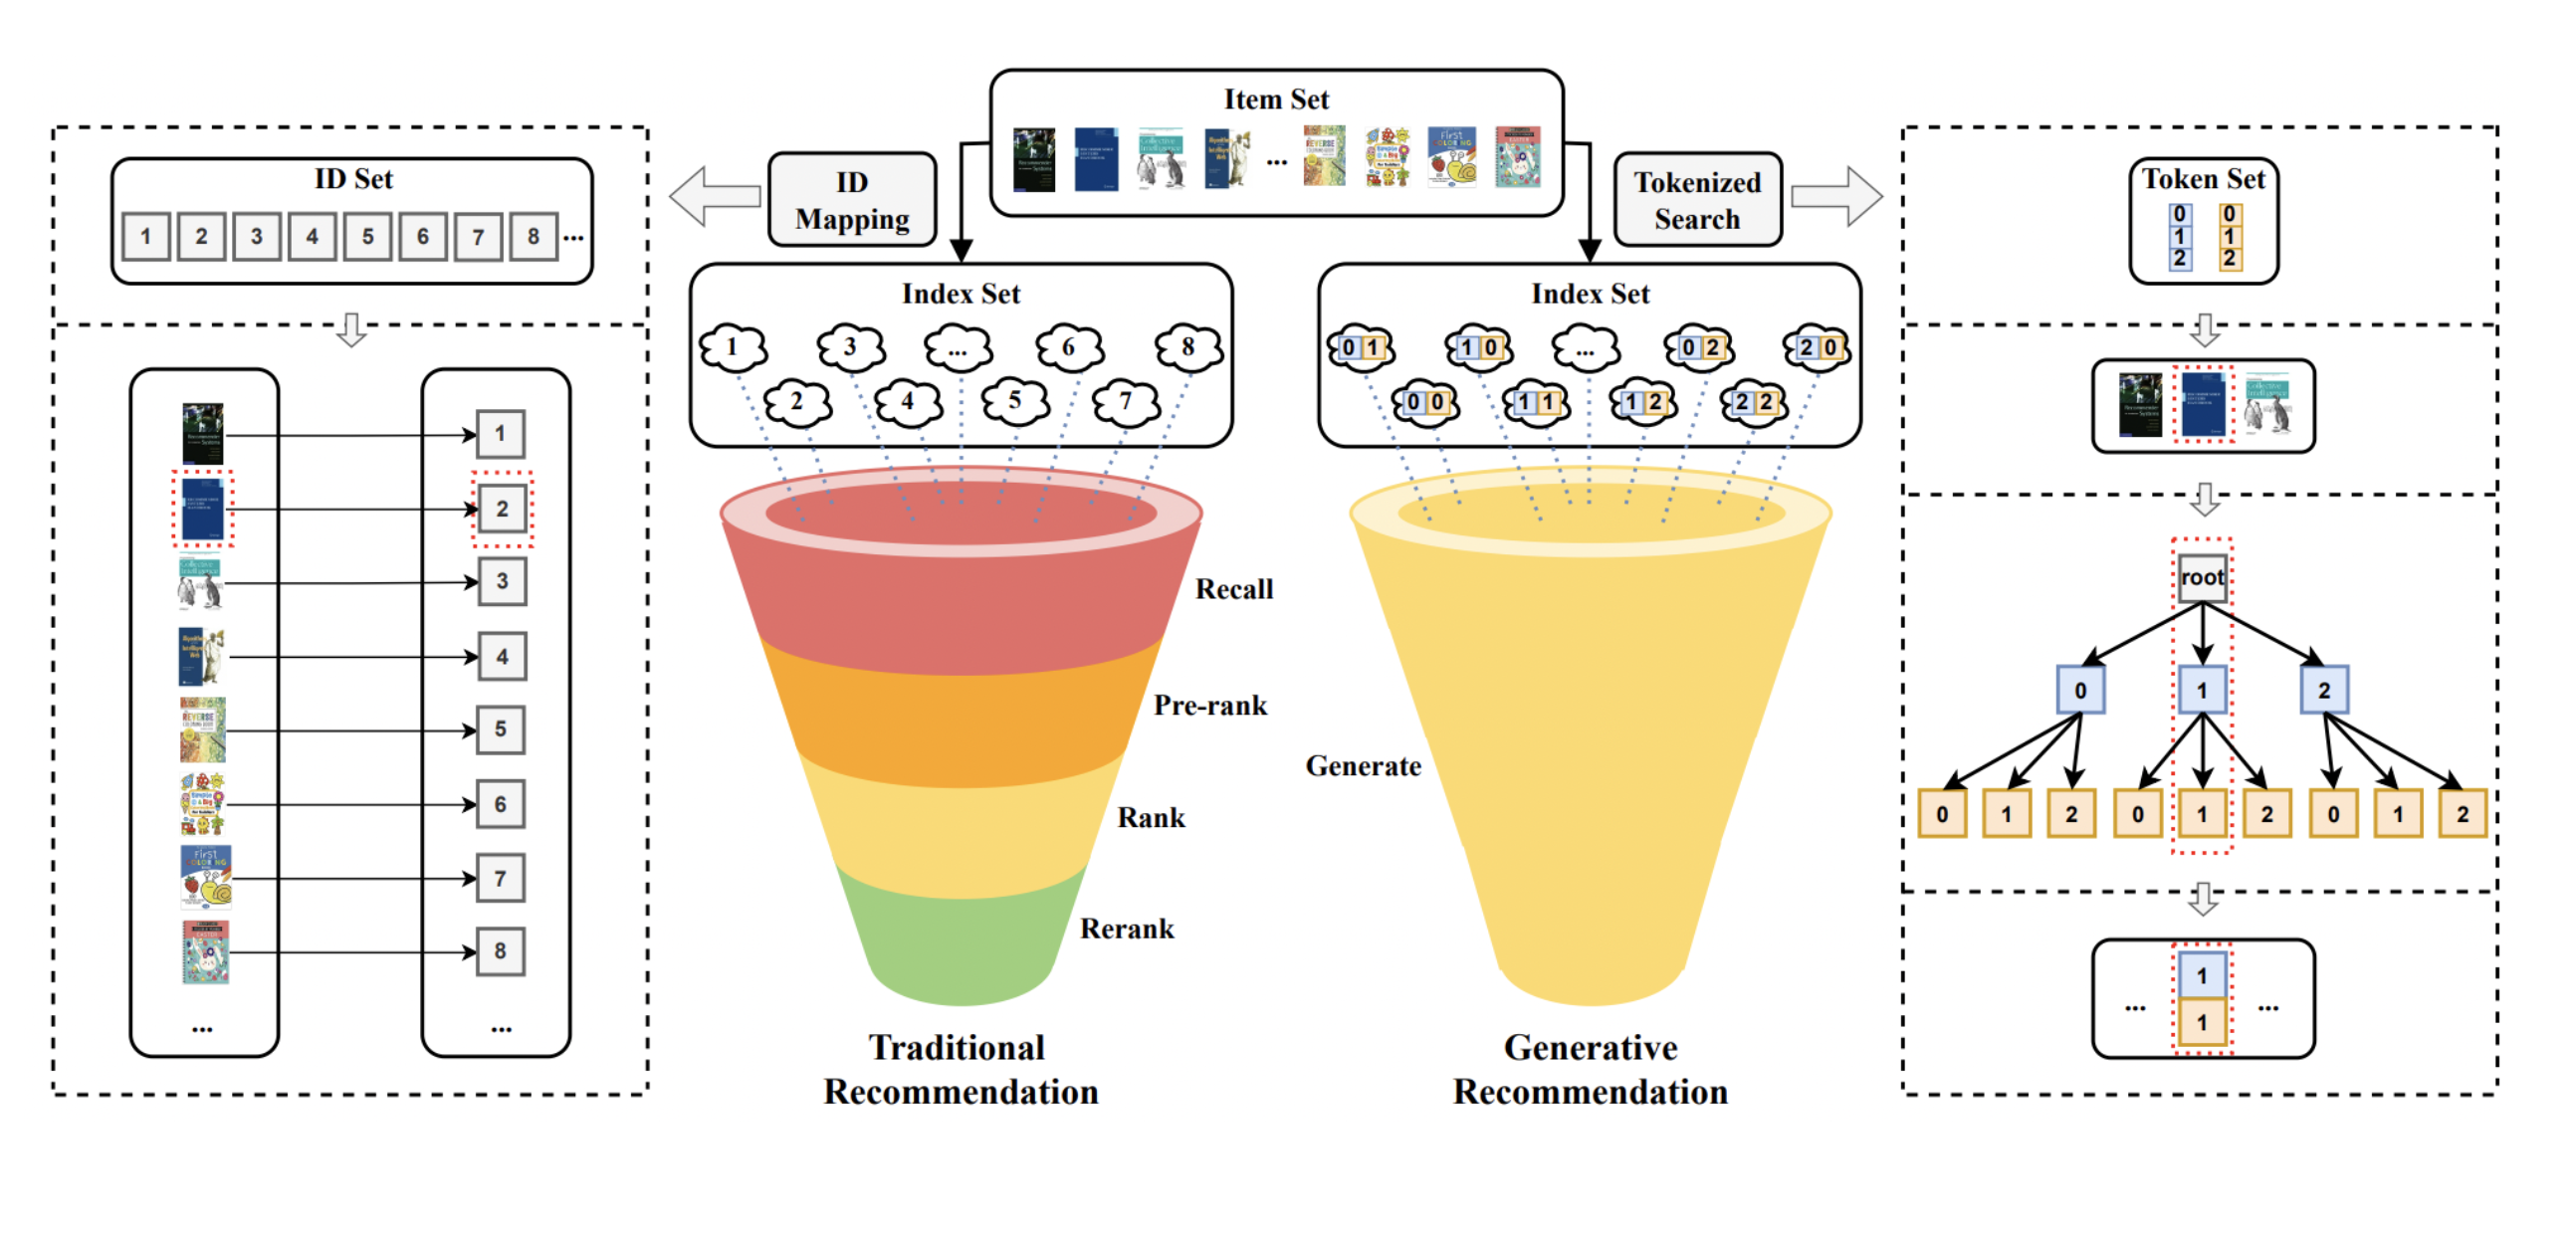 Item Set
...
ID
Mapping
Tokenized
Search
ID Set
1 2 3 4 5 6 7 8 ...
1
2
3
4
5
6
7
8
... ...
Index Set
1 3 ... 6 8
2 4 5 7
Recall
Pre-rank
Rank
Rerank
Traditional
Recommendation
Index Set
0 1 1 0 ... 0 2 2 0
0 0 1 1 1 2 2 2
Generate
Generative
Recommendation
Token Set
0 0
1 1
2 2
root
0 1 2
0 1 2 0 1 2 0 1 2
1
... ...
1